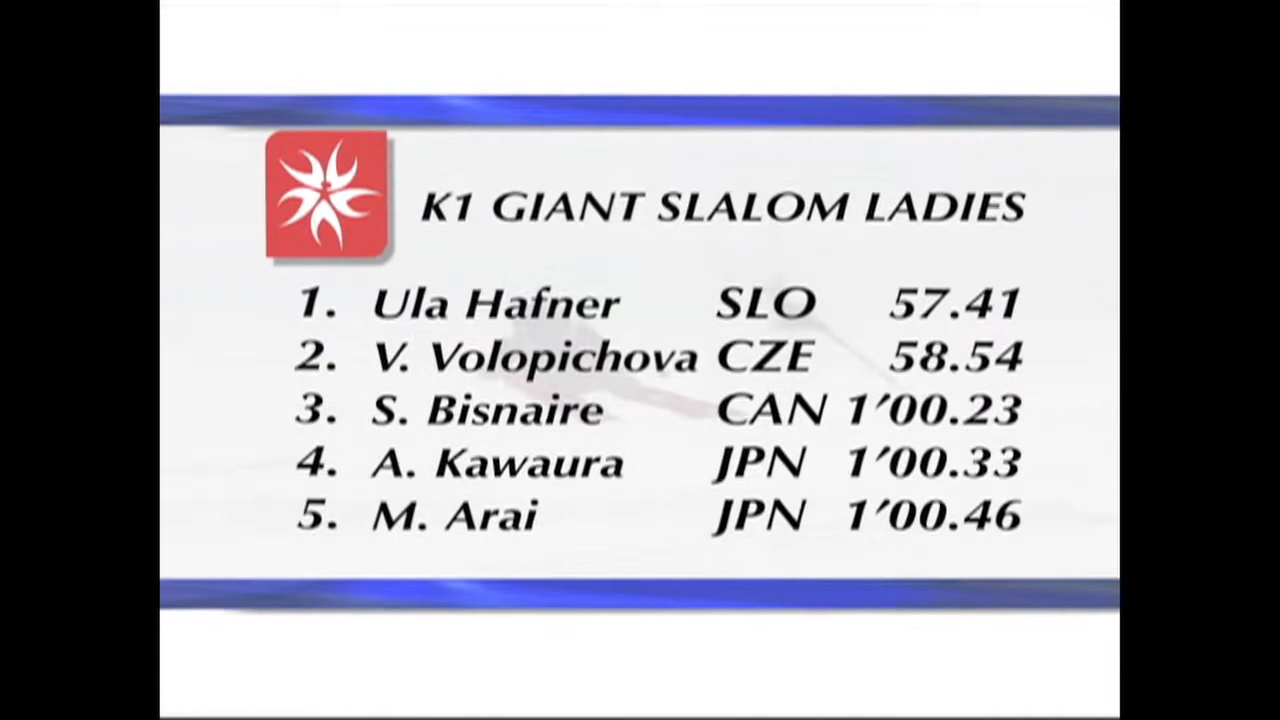 K1 GIANT SLALOM LADIES
1. Ula Hafner SLO 57.41
2. V. Volopichova CZE 58.54
3. S. Bisnaire CAN 1’00.23
4. A. Kawaura JPN 1’00.33
5. M. Arai JPN 1’00.46